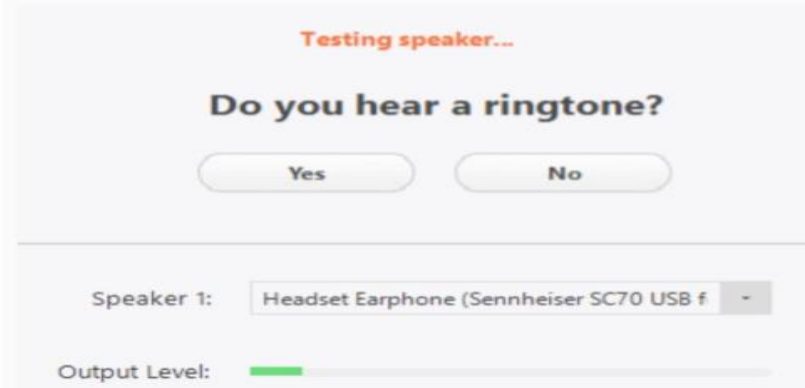 Testing speaker...
Do you hear a ringtone?
Yes No
Speaker 1: Headset Earphone (Sennheiser SC70 USB f
Output Level: